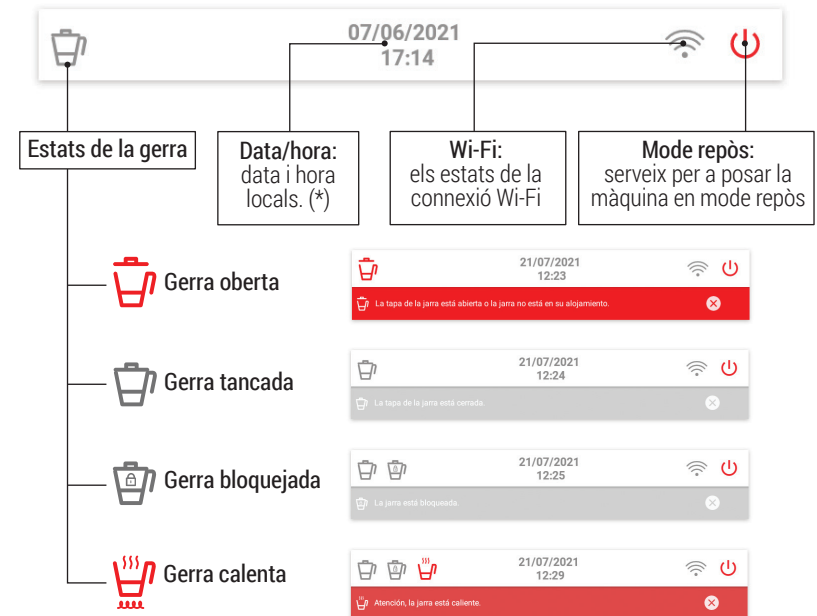 07/06/2021
17:14
Estats de la gerra
Data/hora:
data i hora
locals. (*)
Wi-Fi:
els estats de la
connexió Wi-Fi
Mode repòs:
serveix per a posar la
màquina en mode repòs
Gerra oberta
21/07/2021
12:23
La tapa de la jarra está abierta o la jarra no está en su alojamiento.
Gerra tancada
21/07/2021
12:24
La tapa de la jarra está cerrada.
Gerra bloquejada
21/07/2021
12:25
La jarra está bloqueada.
Gerra calenta
21/07/2021
12:29
Atención, la jarra está caliente.